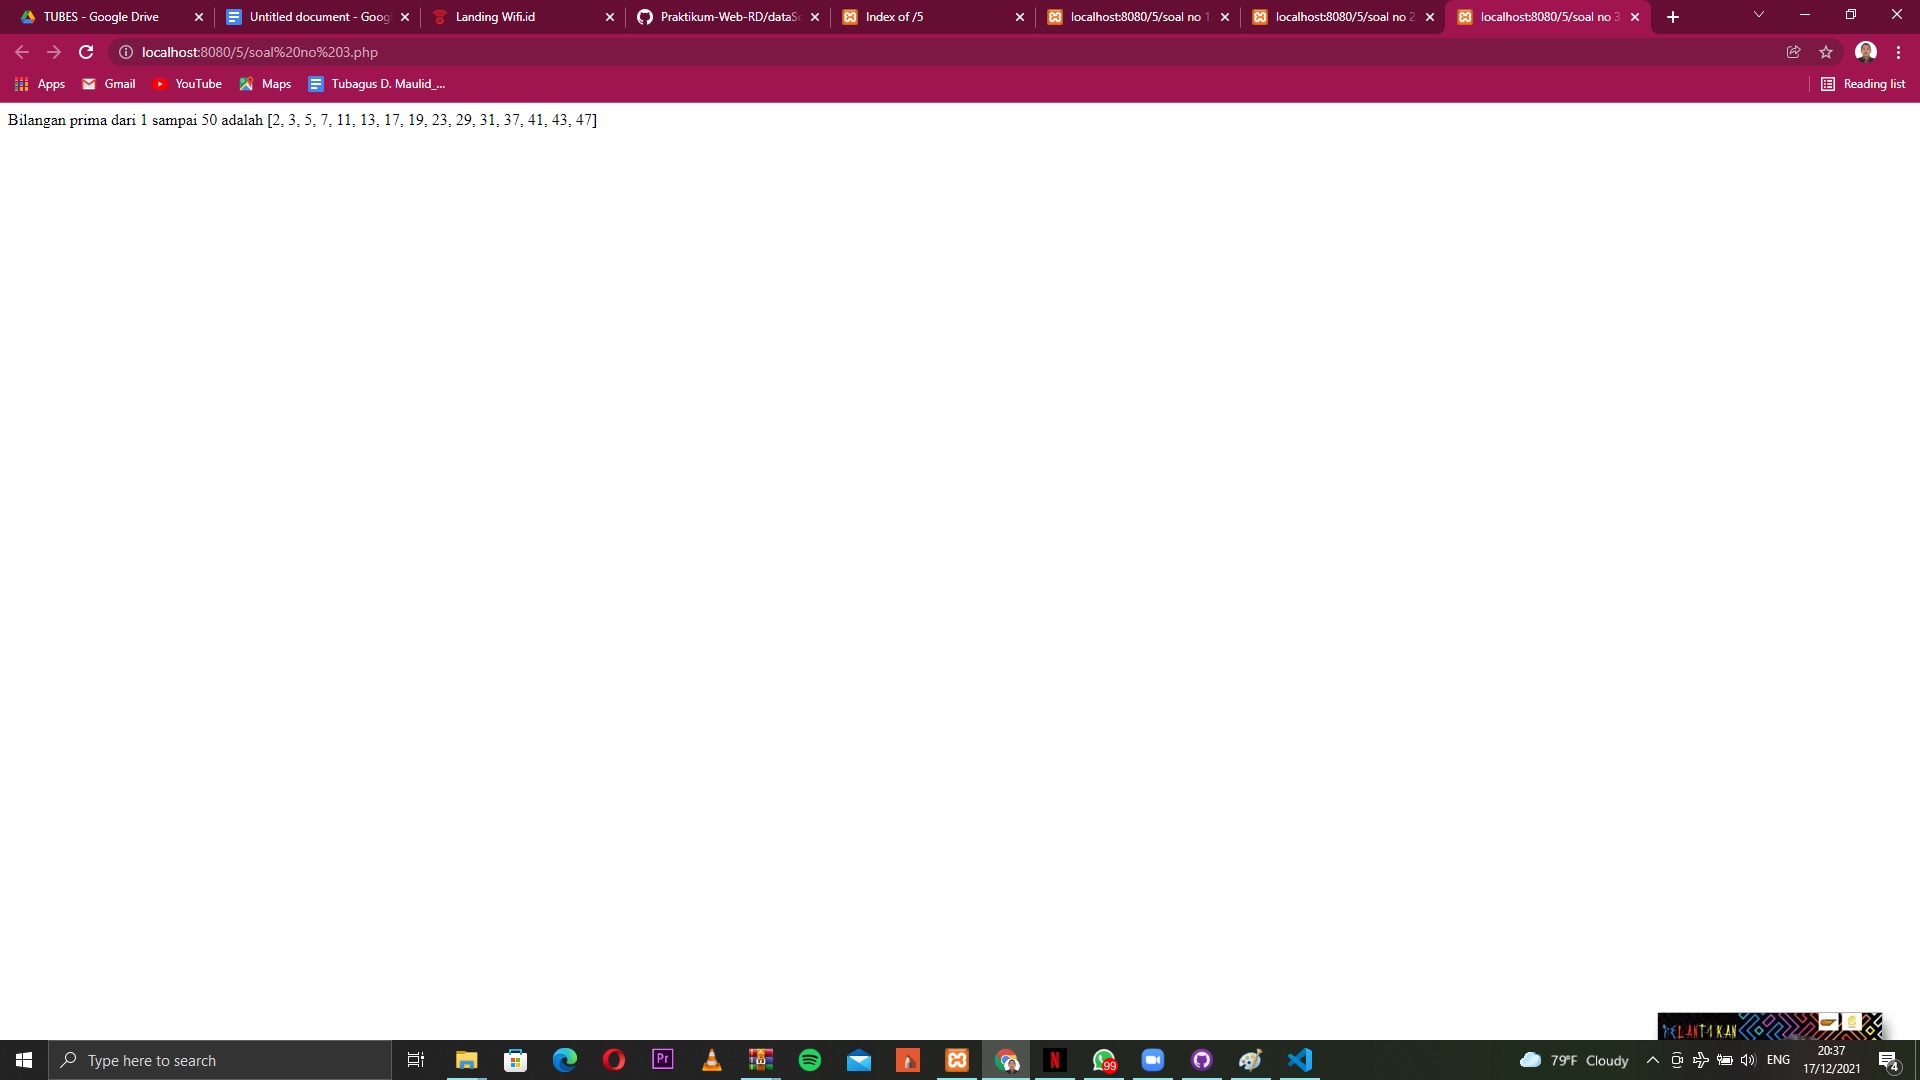 TUBES - Google Drive
Untitled document - Goog
Landing Wifi.id
Praktikum-Web-RD/dataSc
Index of /5
localhost:8080/5/soal no 1
localhost:8080/5/soal no 2
localhost:8080/5/soal no 3
localhost:8080/5/soal%20no%203.php
Apps
Gmail
YouTube
Maps
Tubagus D. Maulid_...
Reading list
Bilangan prima dari 1 sampai 50 adalah [2, 3, 5, 7, 11, 13, 17, 19, 23, 29, 31, 37, 41, 43, 47]
PELANTIKAN
Type here to search
Pr
N
99
79°F Cloudy
ENG
20:37
17/12/2021
4